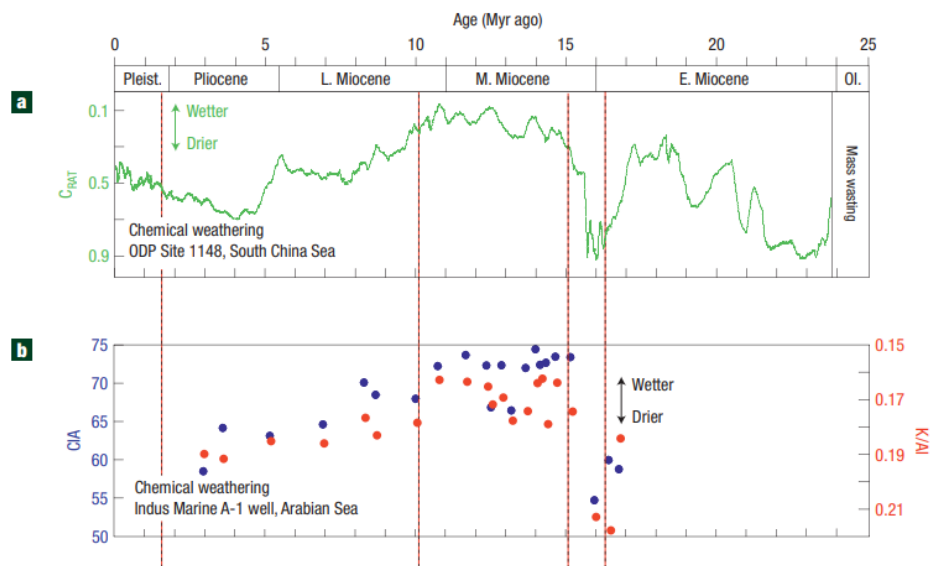 Age (Myr ago)
0 5 10 15 20 25
Pleist. Pliocene L. Miocene M. Miocene E. Miocene Ol.
a
0.1
0.5
0.9
C_RAT
Wetter
Drier
Chemical weathering
ODP Site 1148, South China Sea
Mass wasting
b
75
70
65
60
55
50
CIA
Wetter
Drier
Chemical weathering
Indus Marine A-1 well, Arabian Sea
0.15
0.17
0.19
0.21
K/Al